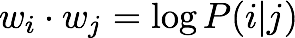 w_i · w_j = log P(i|j)